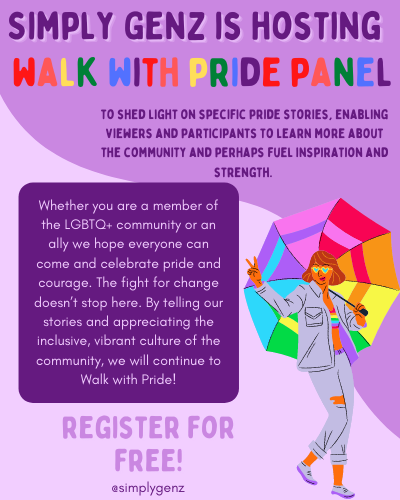 SIMPLY GENZ IS HOSTING
WALK WITH PRIDE PANEL
TO SHED LIGHT ON SPECIFIC PRIDE STORIES, ENABLING
VIEWERS AND PARTICIPANTS TO LEARN MORE ABOUT
THE COMMUNITY AND PERHAPS FUEL INSPIRATION AND
STRENGTH.
Whether you are a member of
the LGBTQ+ community or an
ally we hope everyone can
come and celebrate pride and
courage. The fight for change
doesn't stop here. By telling our
stories and appreciating the
inclusive, vibrant culture of the
community, we will continue to
Walk with Pride!
REGISTER FOR
FREE!
@simplygenz